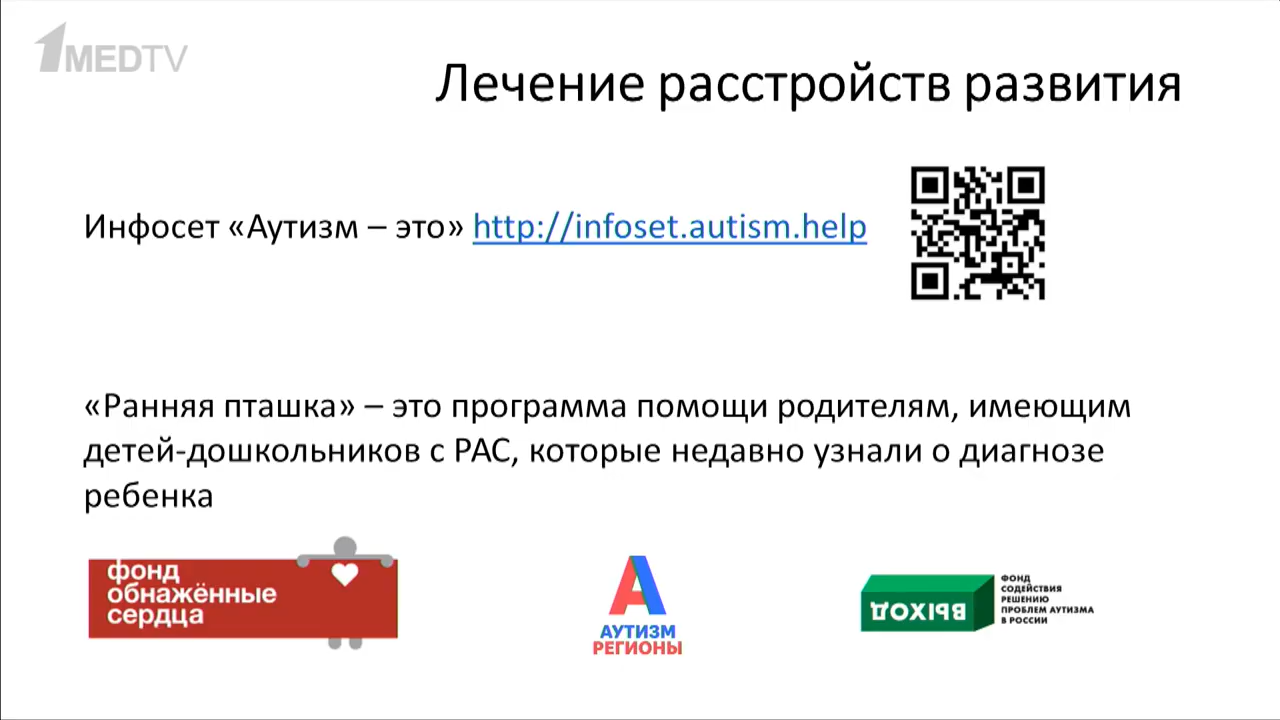 1MEDTV
Лечение расстройств развития
Инфосет «Аутизм – это» http://infoset.autism.help
«Ранняя пташка» – это программа помощи родителям, имеющим
детей-дошкольников с РАС, которые недавно узнали о диагнозе
ребенка
фонд
обнажённые
сердца
АУТИЗМ
РЕГИОНЫ
ВЫХОД
ФОНД
СОДЕЙСТВИЯ
РЕШЕНИЮ
ПРОБЛЕМ АУТИЗМА
В РОССИИ